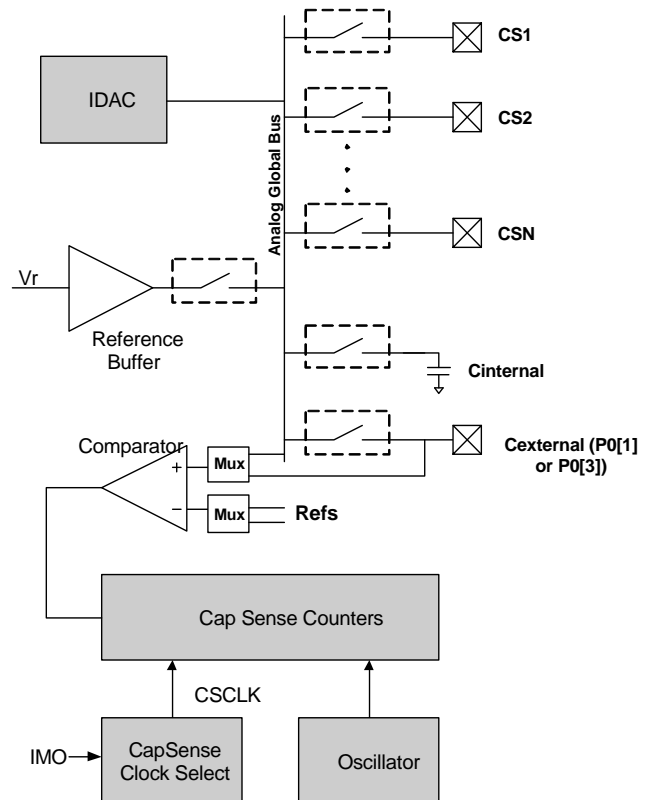 CS1
IDAC
CS2
Analog Global Bus
CSN
Vr
Reference
Buffer
Cinternal
Comparator
Cexternal (P0[1]
or P0[3])
+
Mux
−
Mux
Refs
Cap Sense Counters
CSCLK
IMO
CapSense
Clock Select
Oscillator